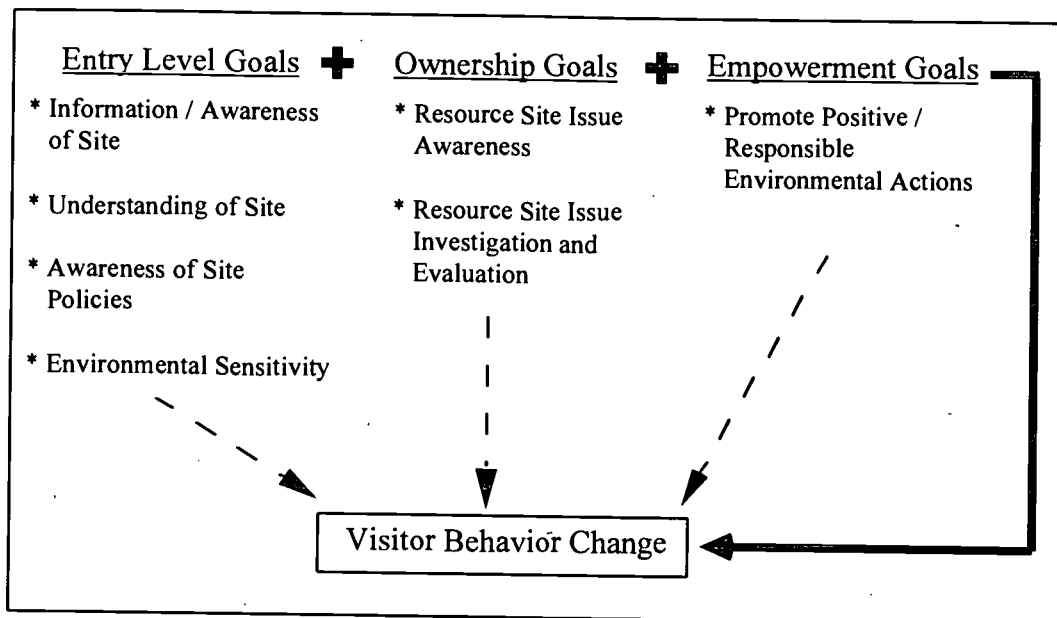 Entry Level Goals + Ownership Goals + Empowerment Goals
* Information / Awareness
of Site
* Understanding of Site
* Awareness of Site
Policies
* Environmental Sensitivity
* Resource Site Issue
Awareness
* Resource Site Issue
Investigation and
Evaluation
* Promote Positive /
Responsible
Environmental Actions
Visitor Behavior Change